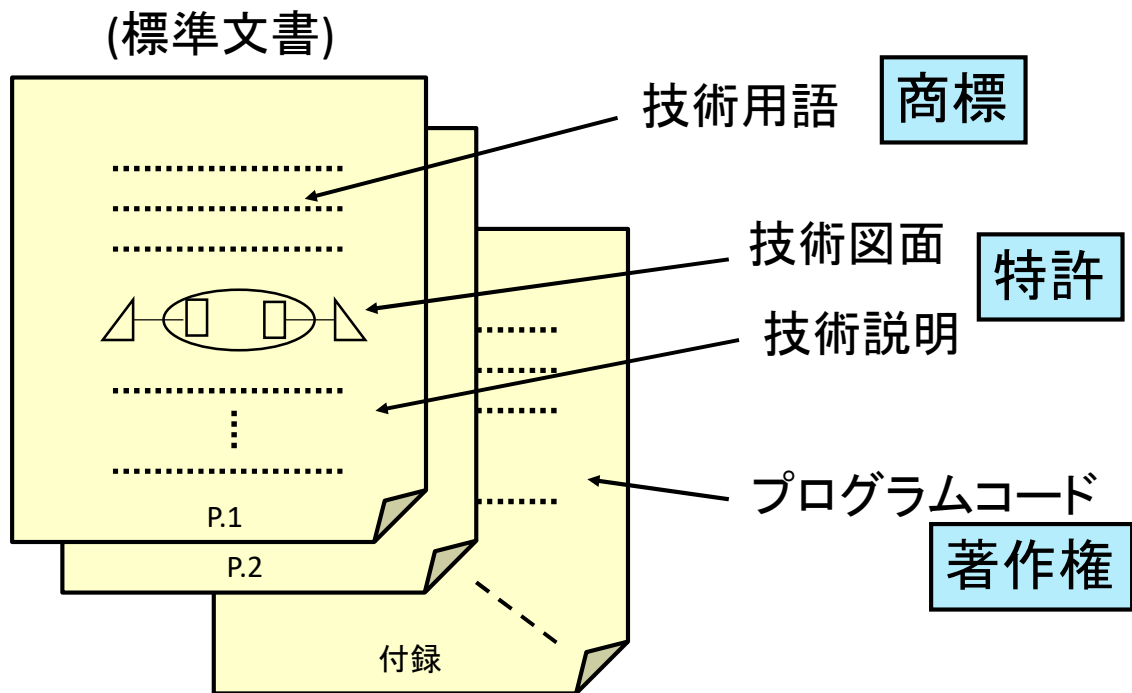 (標準文書)
技術用語
商標
技術図面
特許
技術説明
プログラムコード
著作権
P.1
P.2
付録